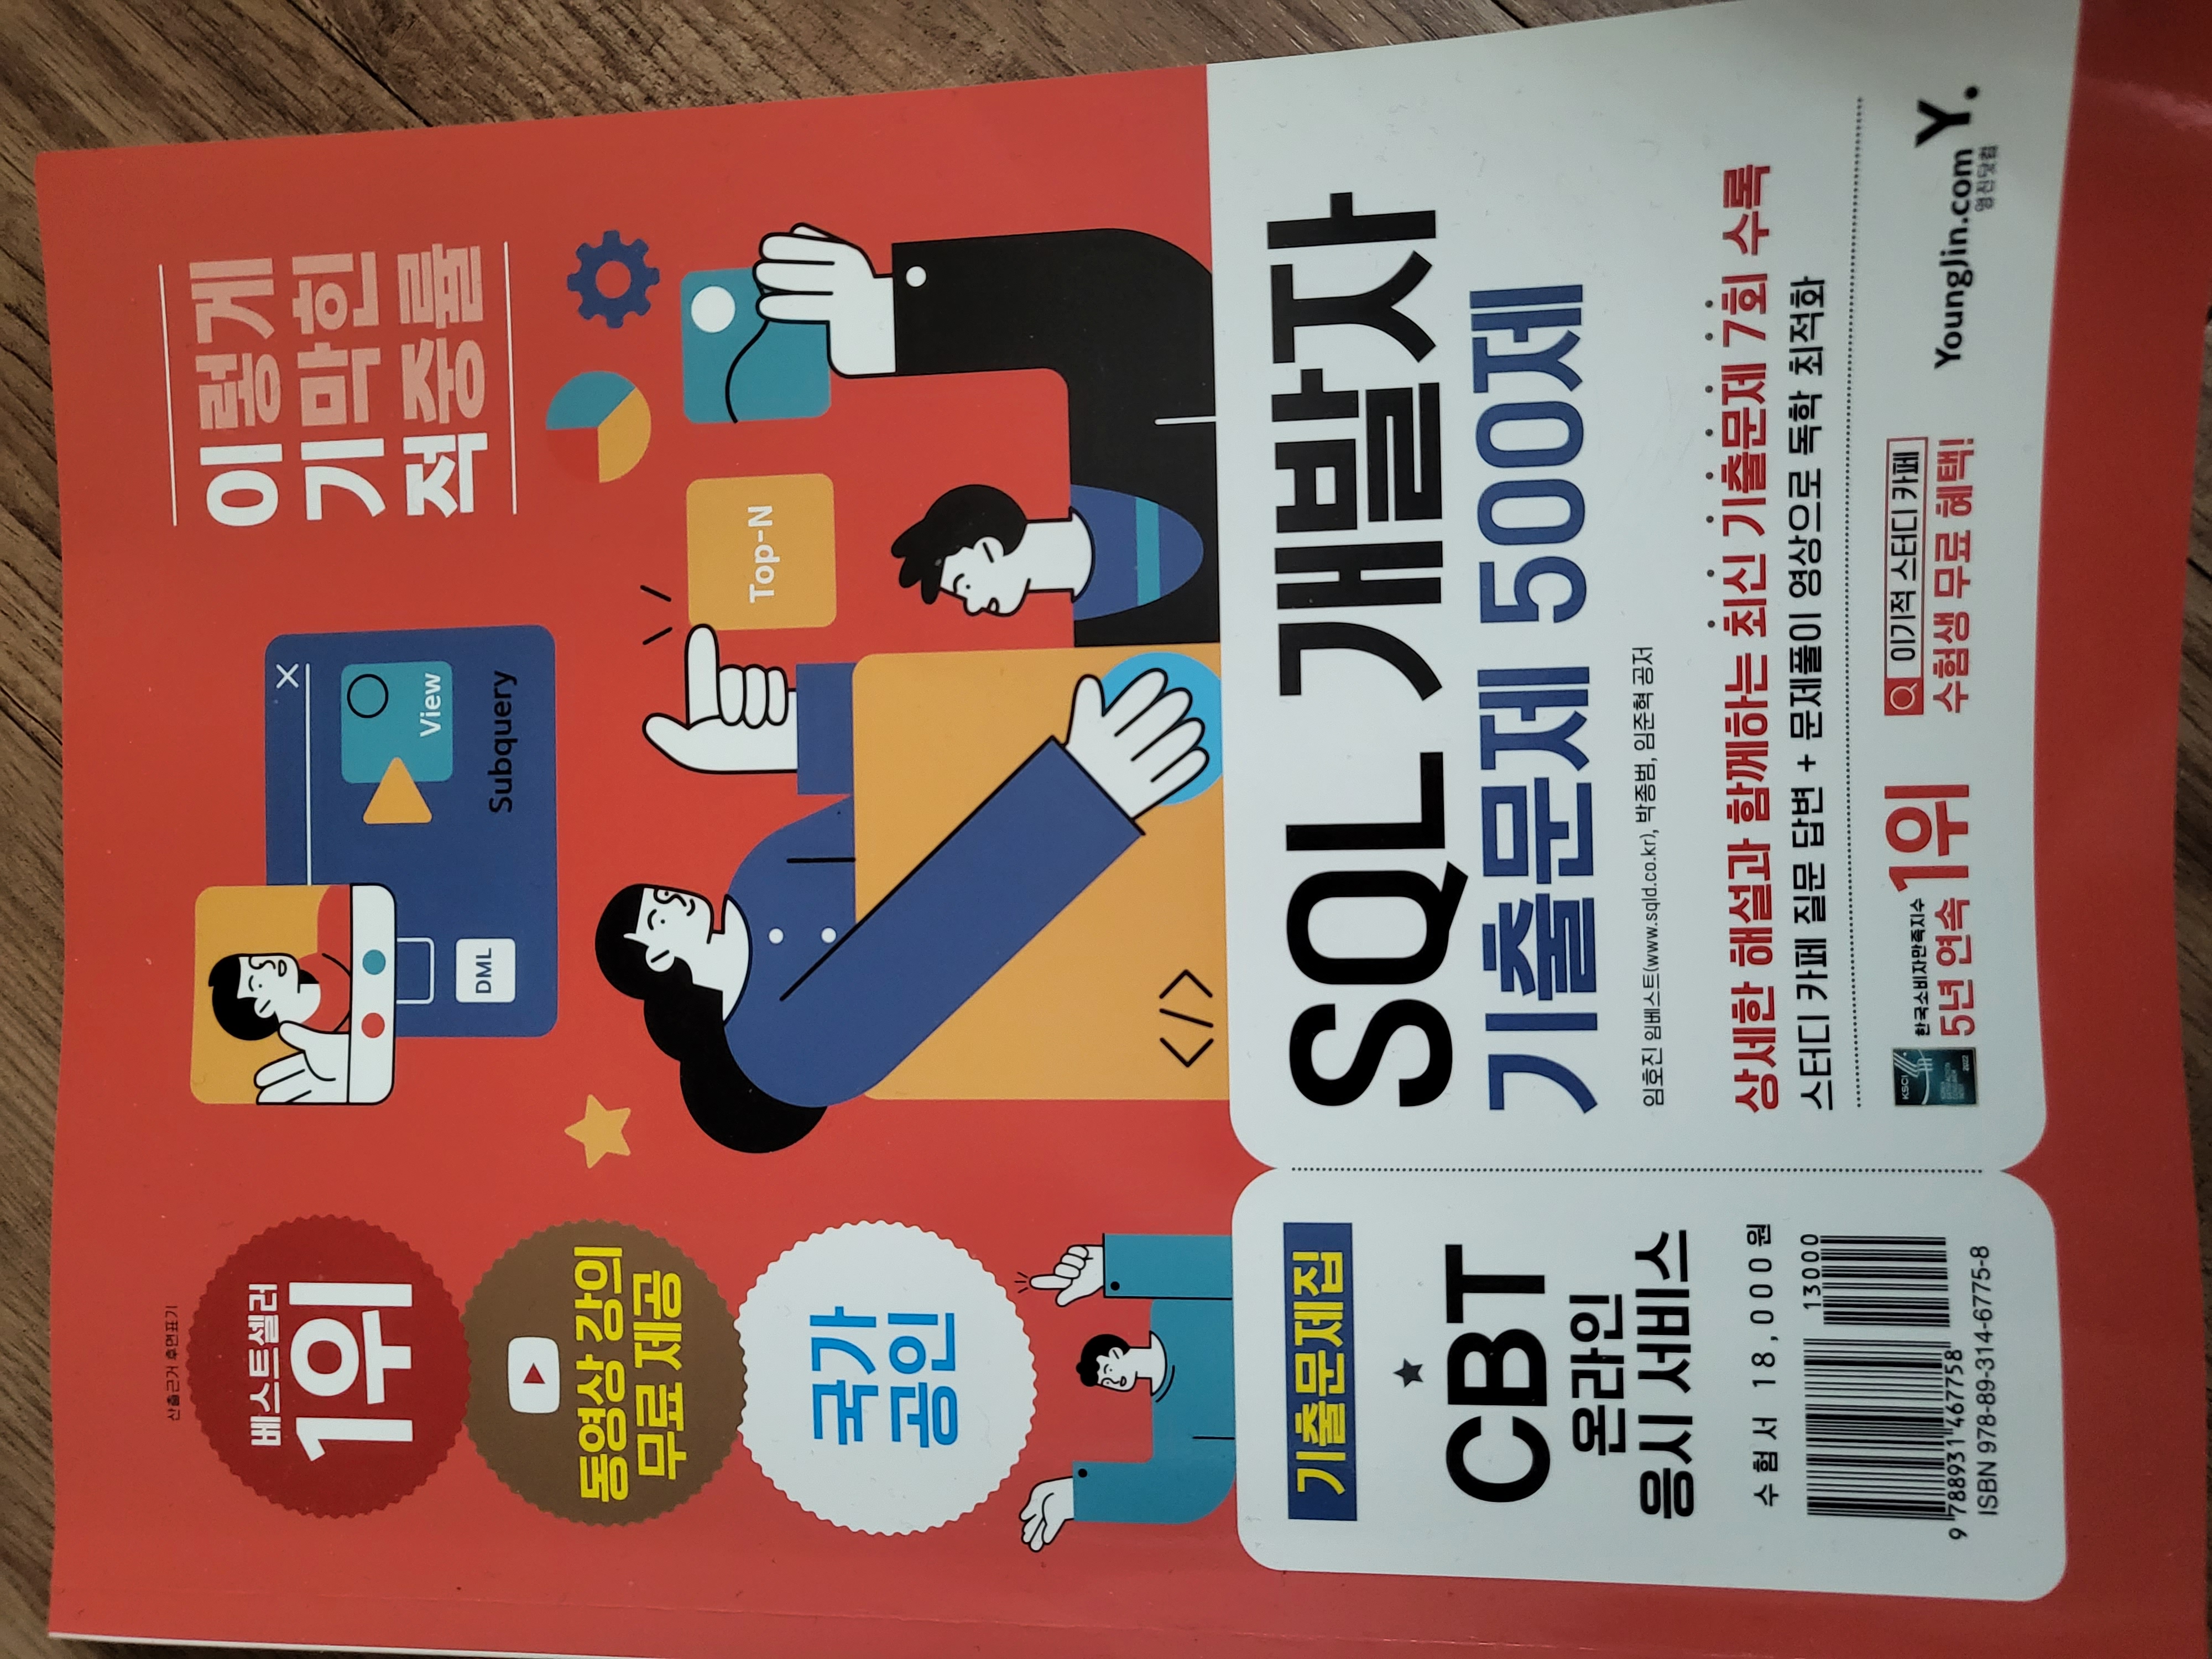 산출근거 후면표기
베스트셀러
1위
동영상 강의
무료 제공
국가
공인
이렇게
기막힌
적중률
View
DML
Subquery
Top-N
</>
기출문제집
CBT
온라인
응시 서비스
수험서 18,000원
13000
9 788931 467758
ISBN 978-89-314-6775-8
SQL 개발자
기출문제 500제
임호진 임베스트(www.sqld.co.kr), 박종범, 임준혁 공저
상세한 해설과 함께하는 최신 기출문제 7회 수록
스터디 카페 질문 답변 + 문제풀이 영상으로 독학 최적화
KSCI
KOREA
SATISFACTION
CONSUMER
INDEX
2022
한국소비자만족지수
5년 연속 1위
이기적 스터디 카페
수험생 무료 혜택!
YoungJin.com Y.
영진닷컴